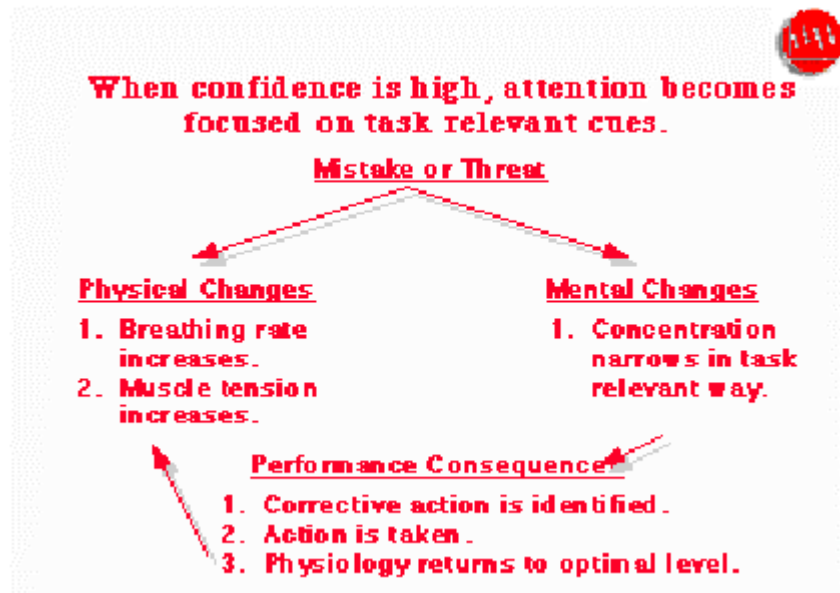 When confidence is high, attention becomes
focused on task relevant cues.
Mistake or Threat
Physical Changes
1. Breathing rate
increases.
2. Muscle tension
increases.
Mental Changes
1. Concentration
narrows in task
relevant way.
Performance Consequence
1. Corrective action is identified.
2. Action is taken.
3. Physiology returns to optimal level.